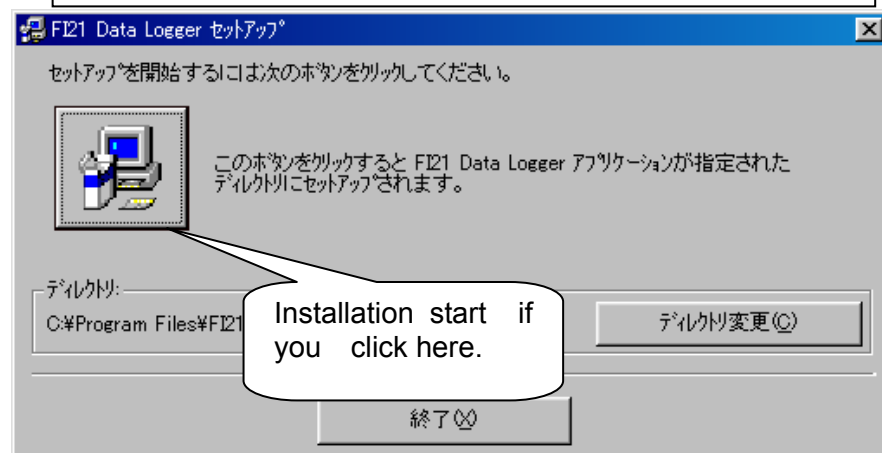 FI21 Data Logger ｾｯﾄｱｯﾌﾟ
ｾｯﾄｱｯﾌﾟを開始するには次のﾎﾞﾀﾝをｸﾘｯｸしてください。
このﾎﾞﾀﾝをｸﾘｯｸすると FI21 Data Logger ｱﾌﾟﾘｹｰｼｮﾝが指定された
ﾃﾞｨﾚｸﾄﾘにｾｯﾄｱｯﾌﾟされます。
ﾃﾞｨﾚｸﾄﾘ:
C:¥Program Files¥FI21
ﾃﾞｨﾚｸﾄﾘ変更(C)
Installation start if
you click here.
終了(X)